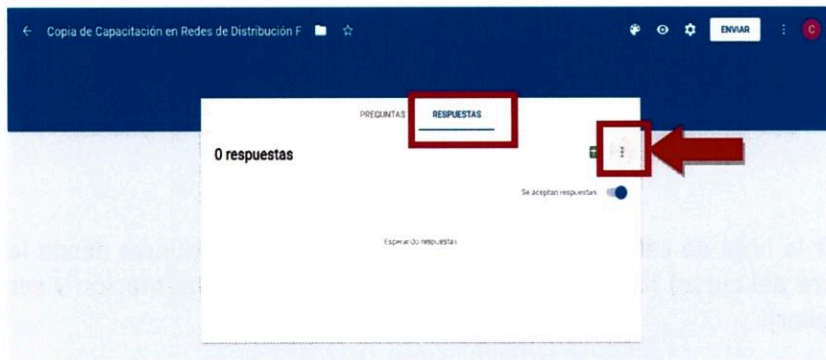 Copia de Capacitación en Redes de Distribución F
ENVIAR
C
PREGUNTAS
RESPUESTAS
0 respuestas
Se aceptan respuestas
Esperando respuestas